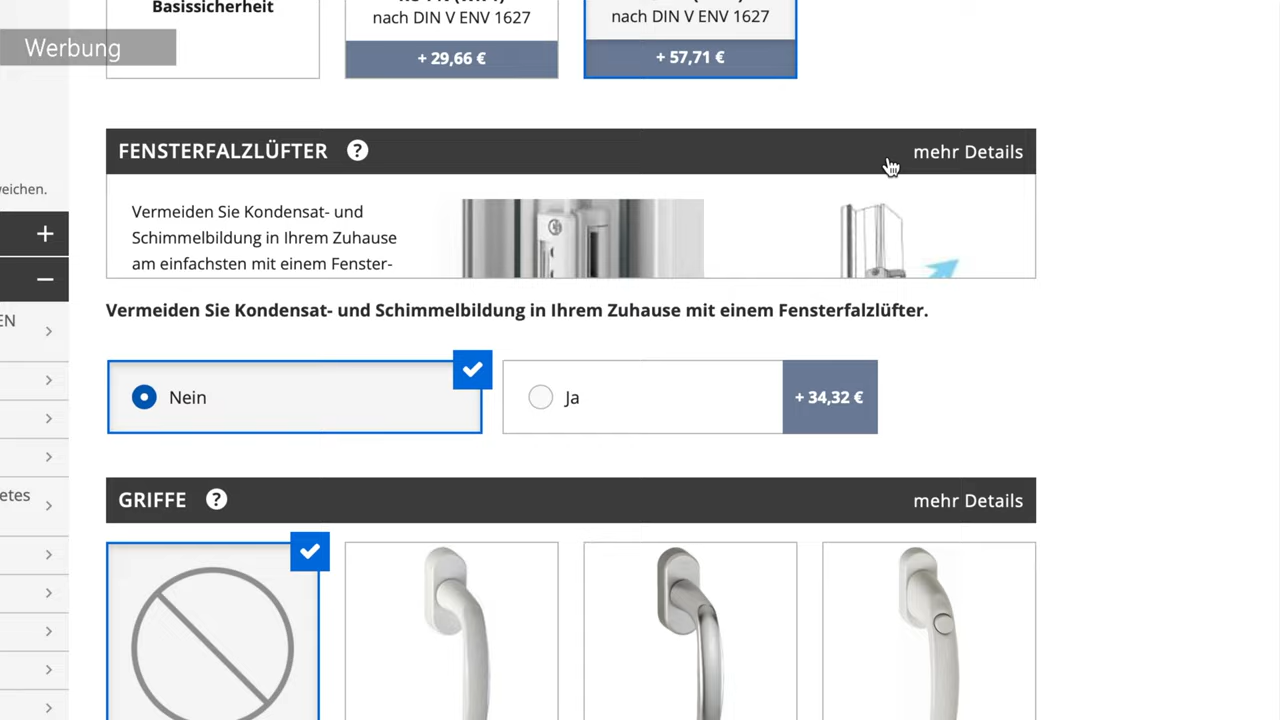 Basissicherheit
nach DIN V ENV 1627
nach DIN V ENV 1627
Werbung
+ 29,66 €
+ 57,71 €
FENSTERFALZLÜFTER ?
mehr Details
weichen.
Vermeiden Sie Kondensat- und
Schimmelbildung in Ihrem Zuhause
am einfachsten mit einem Fenster-
Vermeiden Sie Kondensat- und Schimmelbildung in Ihrem Zuhause mit einem Fensterfalzlüfter.
EN
Nein
Ja
+ 34,32 €
etes
GRIFFE ?
mehr Details